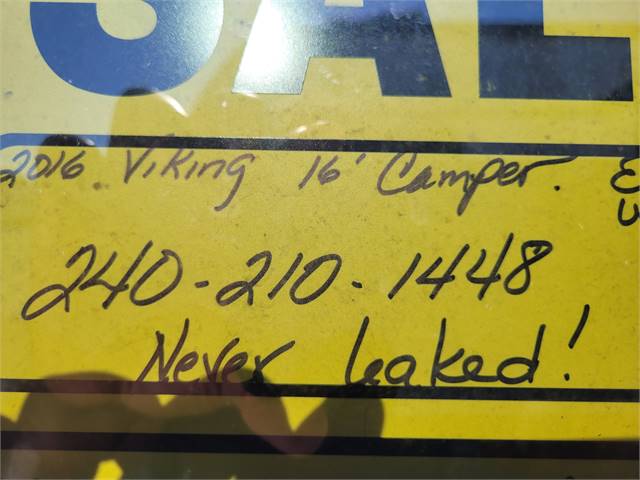 SAL
2016 Viking 16' Camper.
240-210-1448
Never leaked!